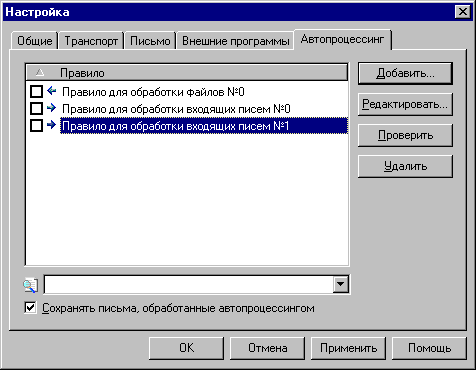 Настройка
Общие Транспорт Письмо Внешние программы Автопроцессинг
Правило
Правило для обработки файлов №0
Правило для обработки входящих писем №0
Правило для обработки входящих писем №1
Добавить...
Редактировать...
Проверить
Удалить
Сохранять письма, обработанные автопроцессингом
OK Отмена Применить Помощь